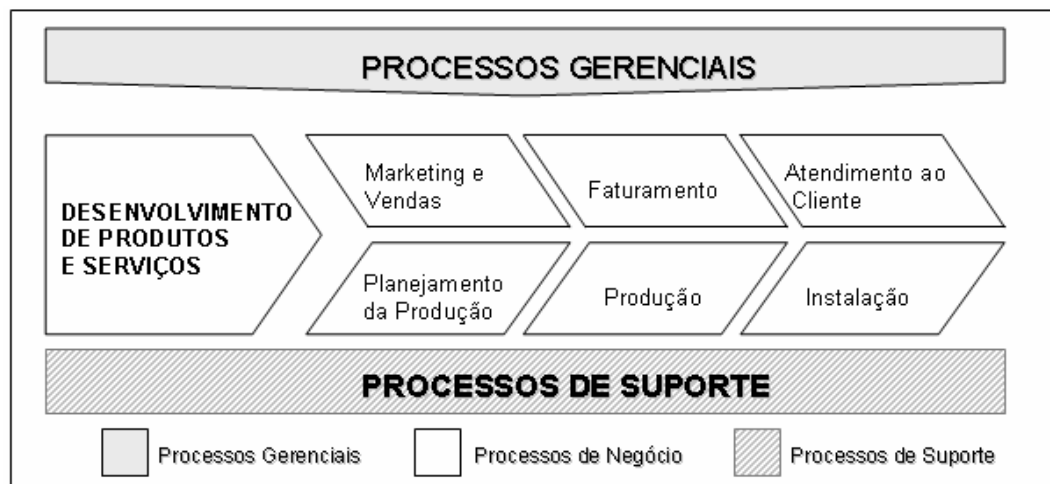 PROCESSOS GERENCIAIS
DESENVOLVIMENTO
DE PRODUTOS
E SERVIÇOS
Marketing e
Vendas
Faturamento
Atendimento ao
Cliente
Planejamento
da Produção
Produção
Instalação
PROCESSOS DE SUPORTE
Processos Gerenciais
Processos de Negócio
Processos de Suporte